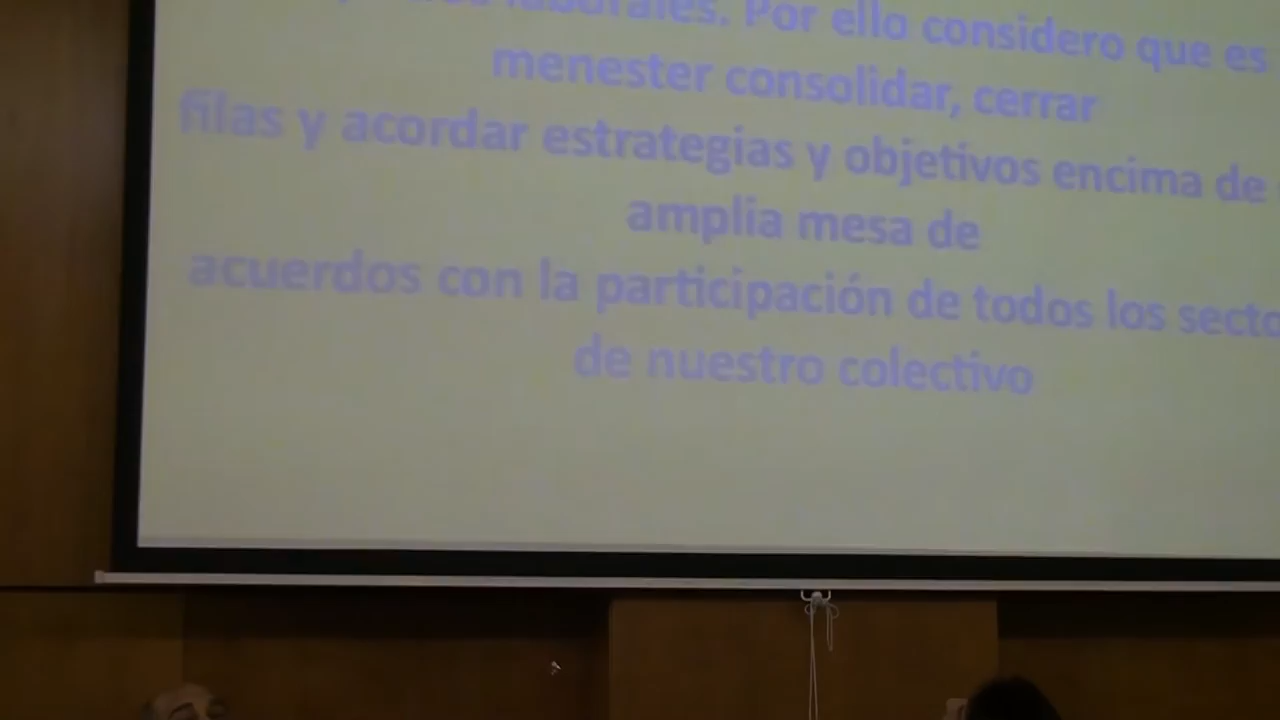 laborales. Por ello considero que es
menester consolidar, cerrar
filas y acordar estrategias y objetivos encima de
amplia mesa de
acuerdos con la participación de todos los
de nuestro colectivo